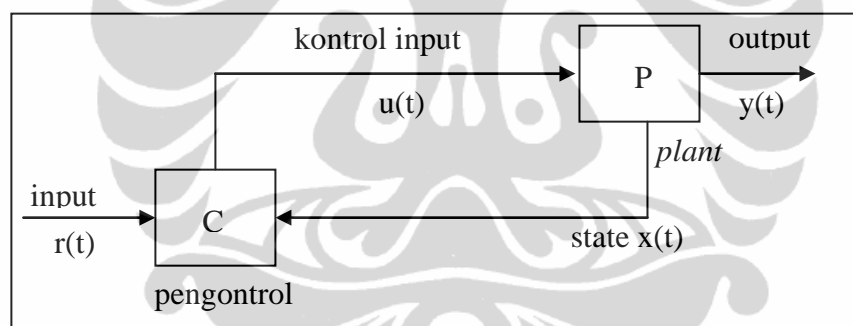 kontrol input
output
P
u(t)
y(t)
plant
input
C
r(t)
state x(t)
pengontrol